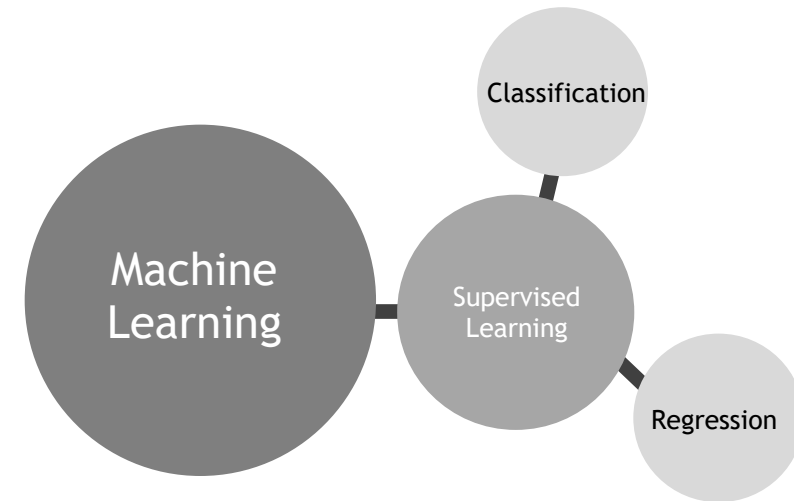 Classification
Machine
Learning
Supervised
Learning
Regression